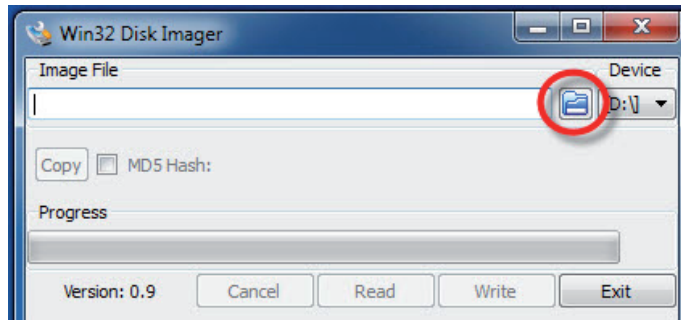 Win32 Disk Imager
Image File Device
[D:\]
Copy MD5 Hash:
Progress
Version: 0.9 Cancel Read Write Exit